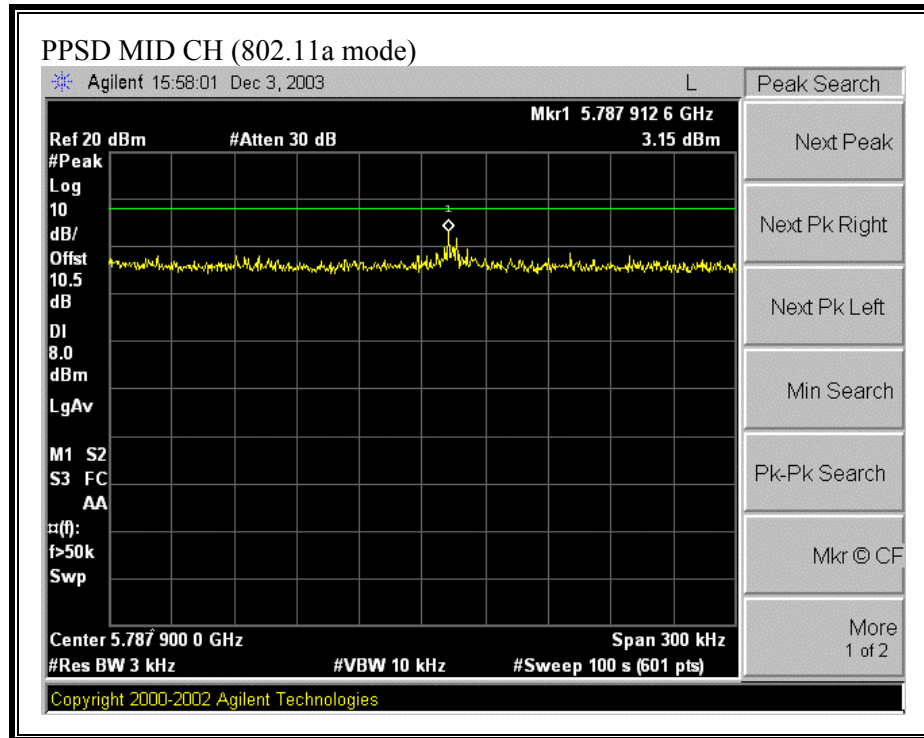 PPSD MID CH (802.11a mode)
Agilent 15:58:01 Dec 3, 2003 L
Peak Search
Mkr1 5.787 912 6 GHz
Ref 20 dBm #Atten 30 dB 3.15 dBm
#Peak
Log
10
dB/
Offst
10.5
dB
DI
8.0
dBm
LgAv
M1 S2
S3 FC
AA
¤(f):
f>50k
Swp
1
Center 5.787 900 0 GHz Span 300 kHz
#Res BW 3 kHz #VBW 10 kHz #Sweep 100 s (601 pts)
Copyright 2000-2002 Agilent Technologies
Next Peak
Next Pk Right
Next Pk Left
Min Search
Pk-Pk Search
Mkr © CF
More
1 of 2